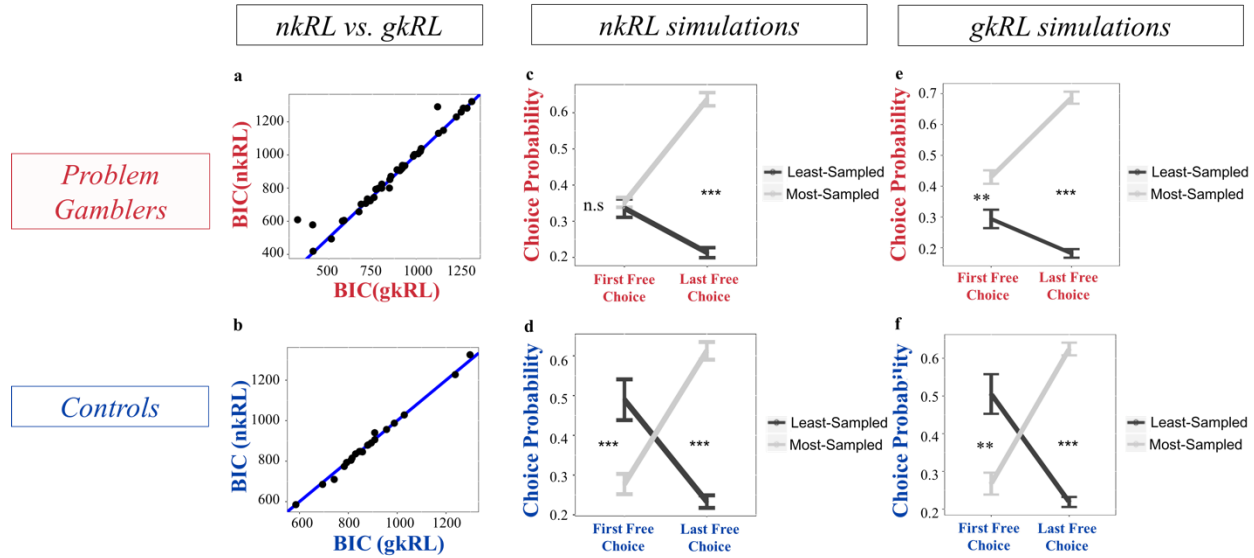 nkRL vs. gkRL
nkRL simulations
gkRL simulations
Problem
Gamblers
Controls
a
BIC(nkRL)
1200
1000
800
600
400
500
750
1000
1250
BIC(gkRL)
c
Choice Probability
0.6
0.5
0.4
0.3
0.2
n.s
***
First Free
Choice
Last Free
Choice
Least-Sampled
Most-Sampled
e
Choice Probability
0.7
0.6
0.5
0.4
0.3
0.2
**
***
First Free
Choice
Last Free
Choice
Least-Sampled
Most-Sampled
b
BIC (nkRL)
1200
1000
800
600
600
800
1000
1200
BIC (gkRL)
d
Choice Probability
0.6
0.5
0.4
0.3
0.2
***
***
First Free
Choice
Last Free
Choice
Least-Sampled
Most-Sampled
f
Choice Probability
0.6
0.5
0.4
0.3
0.2
**
***
First Free
Choice
Last Free
Choice
Least-Sampled
Most-Sampled